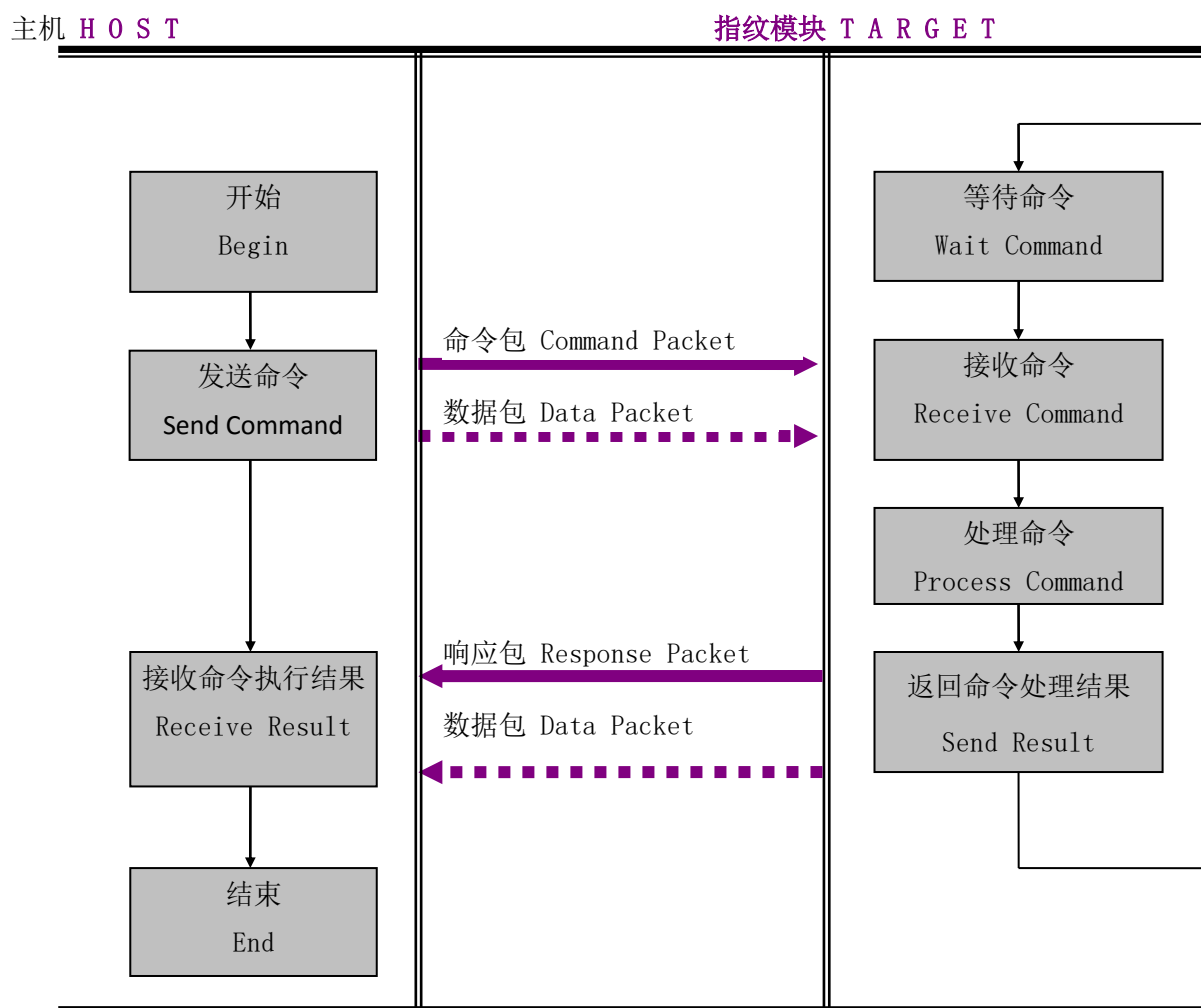 主机 H O S T
指纹模块 T A R G E T
开始
Begin
发送命令
Send Command
接收命令执行结果
Receive Result
结束
End
命令包 Command Packet
数据包 Data Packet
响应包 Response Packet
数据包 Data Packet
等待命令
Wait Command
接收命令
Receive Command
处理命令
Process Command
返回命令处理结果
Send Result